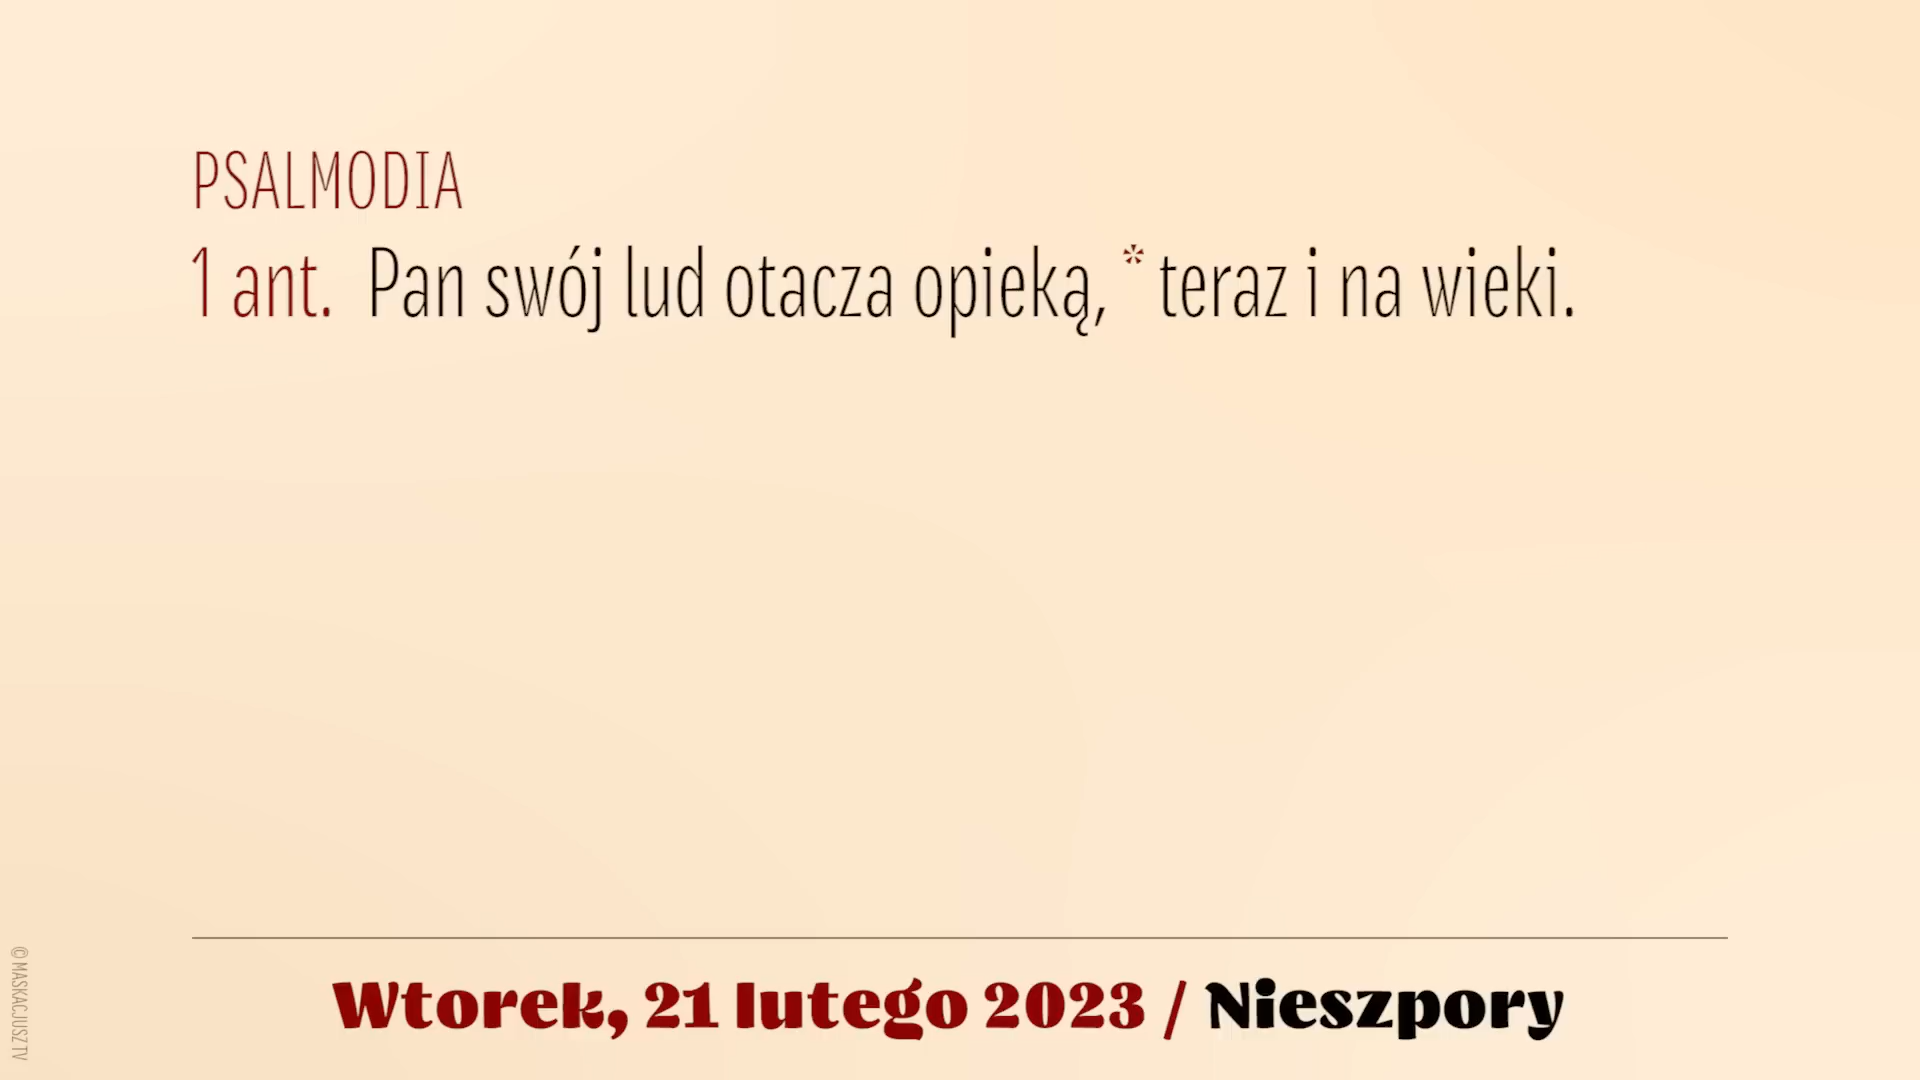 PSALMODIA
1 ant. Pan swój lud otacza opieką, * teraz i na wieki.
Wtorek, 21 lutego 2023 / Nieszpory
© MASKACJUSZ TV